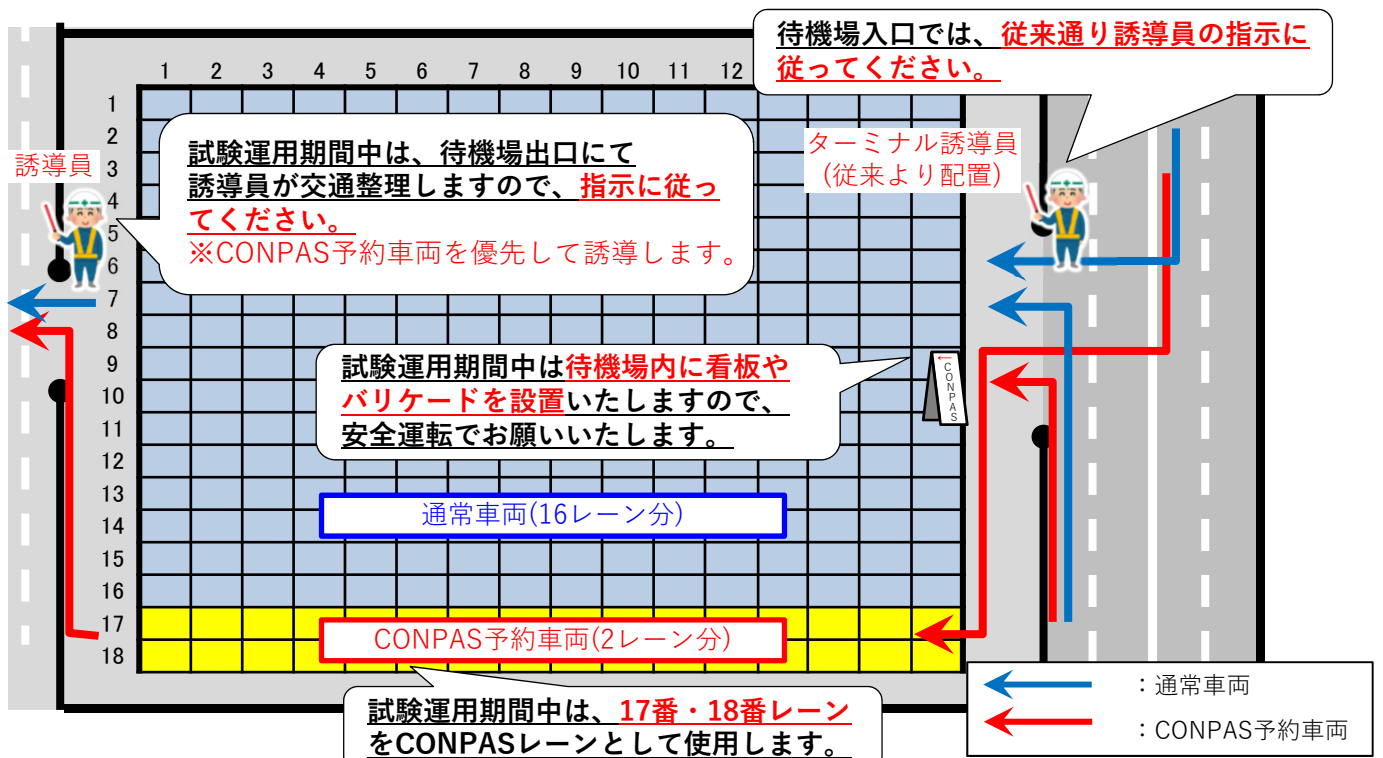 待機場入口では、従来通り誘導員の指示に
従ってください。
1 2 3 4 5 6 7 8 9 10 11 12
1
2
3
4
5
6
7
8
9
10
11
12
13
14
15
16
17
18
誘導員
試験運用期間中は、待機場出口にて
誘導員が交通整理しますので、指示に従っ
てください。
※CONPAS予約車両を優先して誘導します。
ターミナル誘導員
(従来より配置)
試験運用期間中は待機場内に看板や
バリケードを設置いたしますので、
安全運転でお願いいたします。
←CONPAS
通常車両(16レーン分)
CONPAS予約車両(2レーン分)
試験運用期間中は、17番・18番レーン
をCONPASレーンとして使用します。
：通常車両
：CONPAS予約車両